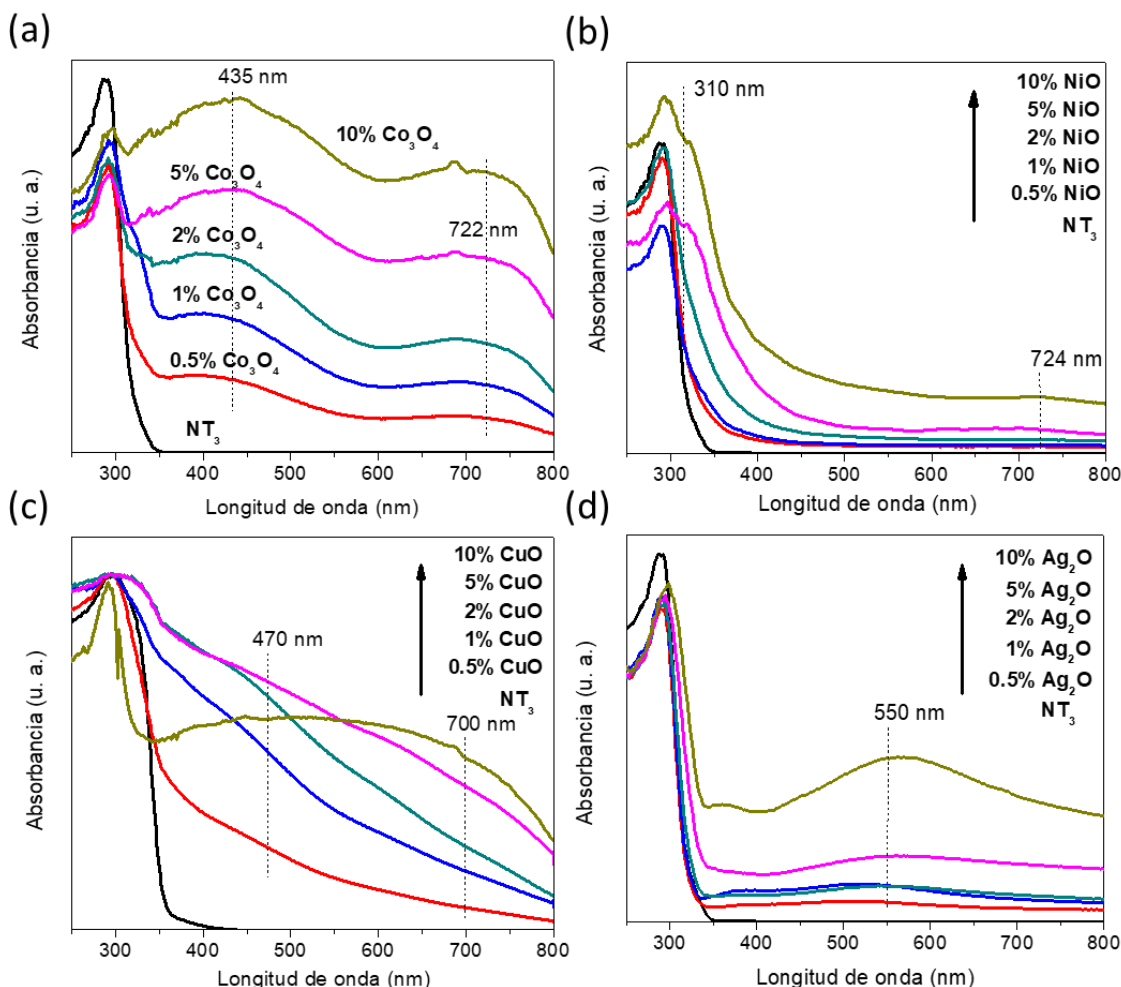 (a)
435 nm
10% Co3O4
5% Co3O4
722 nm
2% Co3O4
1% Co3O4
0.5% Co3O4
NT3
Absorbancia (u. a.)
300 400 500 600 700 800
Longitud de onda (nm)
(b)
310 nm
10% NiO
5% NiO
2% NiO
1% NiO
0.5% NiO
NT3
724 nm
Absorbancia (u. a.)
300 400 500 600 700 800
Longitud de onda (nm)
(c)
10% CuO
5% CuO
2% CuO
1% CuO
0.5% CuO
NT3
470 nm
700 nm
Absorbancia (u. a.)
300 400 500 600 700 800
Longitud de onda (nm)
(d)
10% Ag2O
5% Ag2O
2% Ag2O
1% Ag2O
0.5% Ag2O
NT3
550 nm
Absorbancia (u. a.)
300 400 500 600 700 800
Longitud de onda (nm)